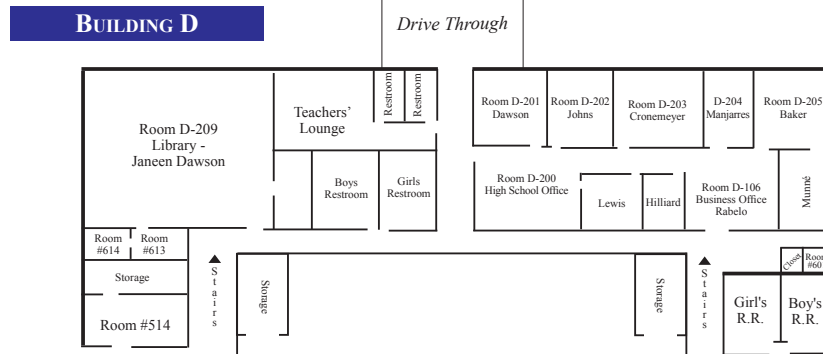 BUILDING D
Drive Through
Restroom
Restroom
Teachers'
Lounge
Room D-209
Library -
Janeen Dawson
Room D-201
Dawson
Room D-202
Johns
Room D-203
Cronemeyer
D-204
Manjarres
Room D-205
Baker
Boys
Restroom
Girls
Restroom
Room D-200
High School Office
Lewis
Hilliard
Room D-106
Business Office
Rabelo
Munné
Room
#614
Room
#613
Storage
Room #514
Stairs
Storage
Storage
Stairs
Closet
Room
#60
Girl's
R.R.
Boy's
R.R.